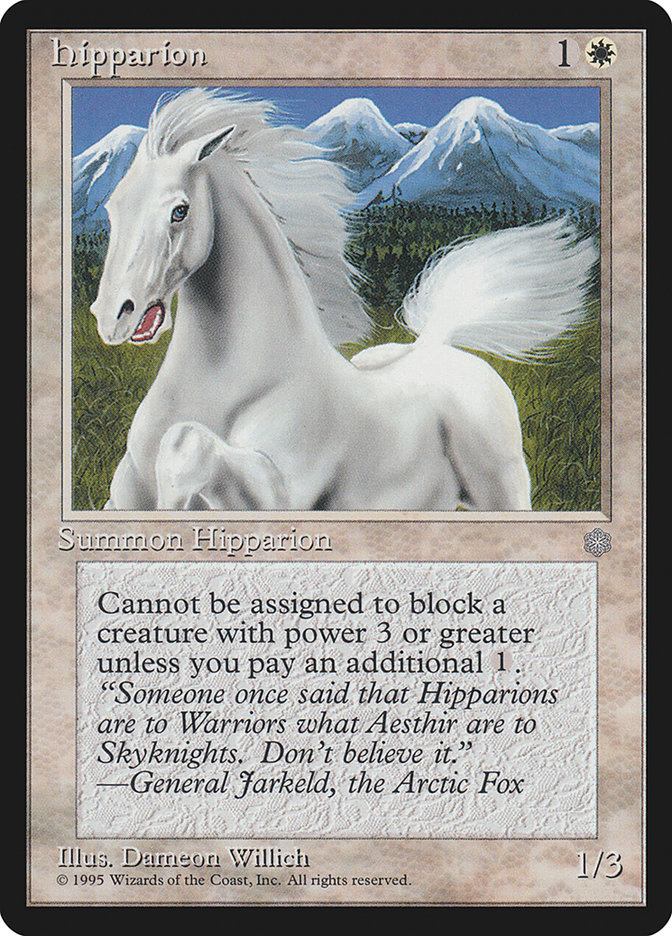 Hipparion 1
Summon Hipparion
Cannot be assigned to block a
creature with power 3 or greater
unless you pay an additional 1.
“Someone once said that Hipparions
are to Warriors what Aesthir are to
Skyknights. Don’t believe it.”
—General Jarkeld, the Arctic Fox
Illus. Dameon Willich
1/3
© 1995 Wizards of the Coast, Inc. All rights reserved.